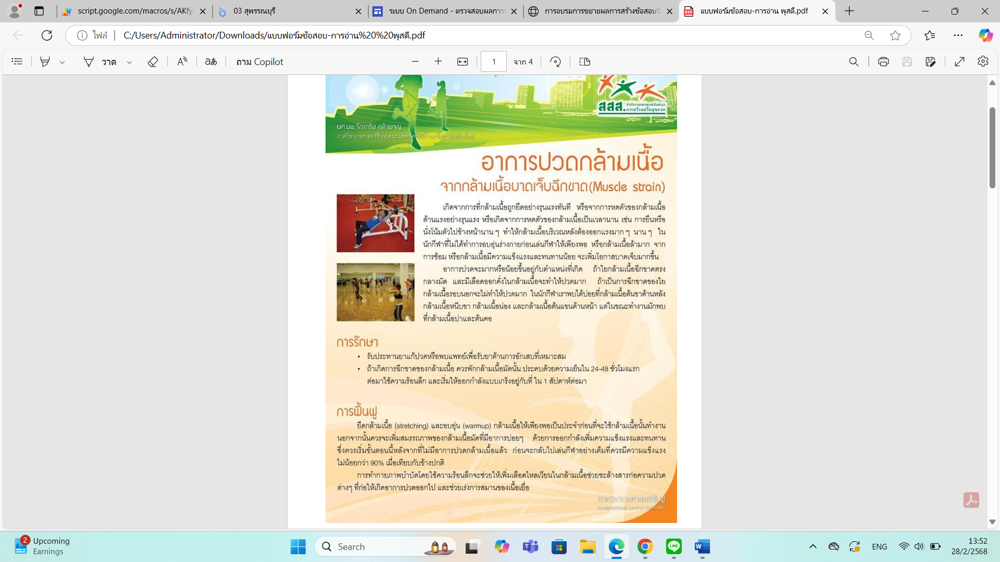 script.google.com/macros/s/AKfy
03 สุพรรณบุรี
ระบบ On Demand - ตรวจสอบผลการ
การอบรมการขยายผลการสร้างข้อสอบวั
แบบฟอร์มข้อสอบ-การอ่าน พุสดี.pdf
ไฟล์
C:/Users/Administrator/Downloads/แบบฟอร์มข้อสอบ-การอ่าน%20%20พุสดี.pdf
วาด
aあ
ถาม Copilot
1
จาก 4
สสส.
สำนักงานกองทุนสนับสนุน
การสร้างเสริมสุขภาพ
ผศ.นพ.จักรกริช กล้าผจญ
ภาควิชาเวชศาสตร์ฟื้นฟู คณะแพทยศาสตร์ มหาวิทยาลัยเชียงใหม่
อาการปวดกล้ามเนื้อ
จากกล้ามเนื้อบาดเจ็บฉีกขาด(Muscle strain)
เกิดจากการที่กล้ามเนื้อถูกยืดอย่างรุนแรงทันที หรือจากการหดตัวของกล้ามเนื้อ
ต้านแรงอย่างรุนแรง หรือเกิดจากการหดตัวของกล้ามเนื้อเป็นเวลานาน เช่น การยืนหรือ
นั่งโน้มตัวไปข้างหน้านาน ๆ ทำให้กล้ามเนื้อบริเวณหลังต้องออกแรงมาก ๆ นาน ๆ ใน
นักกีฬาที่ไม่ได้ทำการอบอุ่นร่างกายก่อนเล่นกีฬาให้เพียงพอ หรือกล้ามเนื้อล้ามาก จาก
การซ้อม หรือกล้ามเนื้อมีความแข็งแรงและทนทานน้อย จะเพิ่มโอกาสบาดเจ็บมากขึ้น
อาการปวดจะมากหรือน้อยขึ้นอยู่กับตำแหน่งที่เกิด ถ้าใยกล้ามเนื้อฉีกขาดตรง
กลางมัด และมีเลือดออกคั่งในกล้ามเนื้อจะทำให้ปวดมาก ถ้าเป็นการฉีกขาดของใย
กล้ามเนื้อรอบนอกจะไม่ทำให้ปวดมาก ในนักกีฬาเราพบได้บ่อยที่กล้ามเนื้อต้นขาด้านหลัง
กล้ามเนื้อหนีบขา กล้ามเนื้อน่อง และกล้ามเนื้อต้นแขนด้านหน้า แต่ในขณะทำงานมักพบ
ที่กล้ามเนื้อบ่าและต้นคอ
การรักษา
• รับประทานยาแก้ปวดหรือพบแพทย์เพื่อรับยาต้านการอักเสบที่เหมาะสม
• ถ้าเกิดการฉีกขาดของกล้ามเนื้อ ควรพักกล้ามเนื้อมัดนั้น ประคบด้วยความเย็นใน 24-48 ชั่วโมงแรก
ต่อมาใช้ความร้อนลึก และเริ่มให้ออกกำลังแบบเกร็งอยู่กับที่ ใน 1 สัปดาห์ต่อมา
การฟื้นฟู
ยืดกล้ามเนื้อ (stretching) และอบอุ่น (warmup) กล้ามเนื้อให้เพียงพอเป็นประจำก่อนที่จะใช้กล้ามเนื้อนั้นทำงาน
นอกจากนั้นควรจะเพิ่มสมรรถภาพของกล้ามเนื้อมัดที่มีอาการบ่อยๆ ด้วยการออกกำลังเพิ่มความแข็งแรงและทนทาน
ซึ่งควรเริ่มขั้นตอนนี้หลังจากที่ไม่มีอาการปวดกล้ามเนื้อแล้ว ก่อนจะกลับไปเล่นกีฬาอย่างเต็มที่ควรมีความแข็งแรง
ไม่น้อยกว่า 90% เมื่อเทียบกับข้างปกติ
การทำกายภาพบำบัดโดยใช้ความร้อนลึกจะช่วยให้เพิ่มเลือดไหลเวียนในกล้ามเนื้อช่วยชะล้างสารก่อความปวด
ต่างๆ ที่ก่อให้เกิดอาการปวดออกไป และช่วยเร่งการสมานของเนื้อเยื่อ
ภาควิชาเวชศาสตร์ฟื้นฟู
คณะแพทยศาสตร์ มหาวิทยาลัยเชียงใหม่
2
Upcoming
Earnings
Search
ENG
13:52
28/2/2568